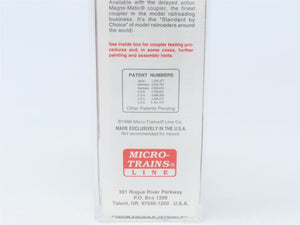 Available with the delayed action
Magne-Matic® coupler, the finest
coupler in the model railroading
business. It's the "Standard by
Choice" of model railroaders around
the world!
See inside box for coupler testing pro-
cedures and, in some cases, further
painting and assembly hints.
PATENT NUMBERS
Japan
Germany
Germany
U.S.A.
U.S.A.
U.S.A.
U.S.A.
Other Patents Pending
Micro-Trains® Line Co.
MADE EXCLUSIVELY IN THE U.S.A.
Not recommended for
MICRO-
TRAINS®
LINE
351 Rogue River Parkway
P.O. Box 1200
Talent, OR 97540-1200 U.S.A.